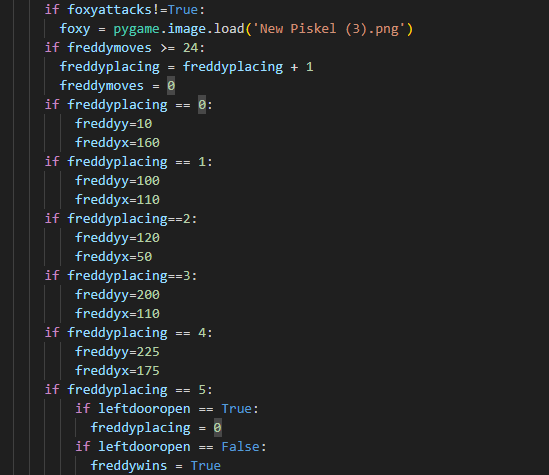 if foxyattacks!=True:
foxy = pygame.image.load('New Piskel (3).png')
if freddymoves >= 24:
freddyplacing = freddyplacing + 1
freddymoves = 0
if freddyplacing == 0:
freddyy=10
freddyx=160
if freddyplacing == 1:
freddyy=100
freddyx=110
if freddyplacing==2:
freddyy=120
freddyx=50
if freddyplacing==3:
freddyy=200
freddyx=110
if freddyplacing == 4:
freddyy=225
freddyx=175
if freddyplacing == 5:
if leftdooropen == True:
freddyplacing = 0
if leftdooropen == False:
freddywins = True